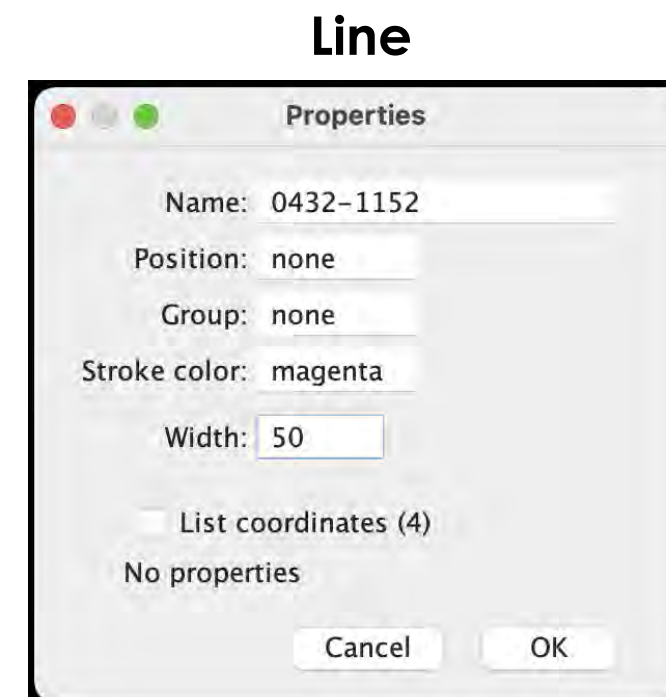 Line
Properties
Name: 0432-1152
Position: none
Group: none
Stroke color: magenta
Width: 50
List coordinates (4)
No properties
Cancel OK